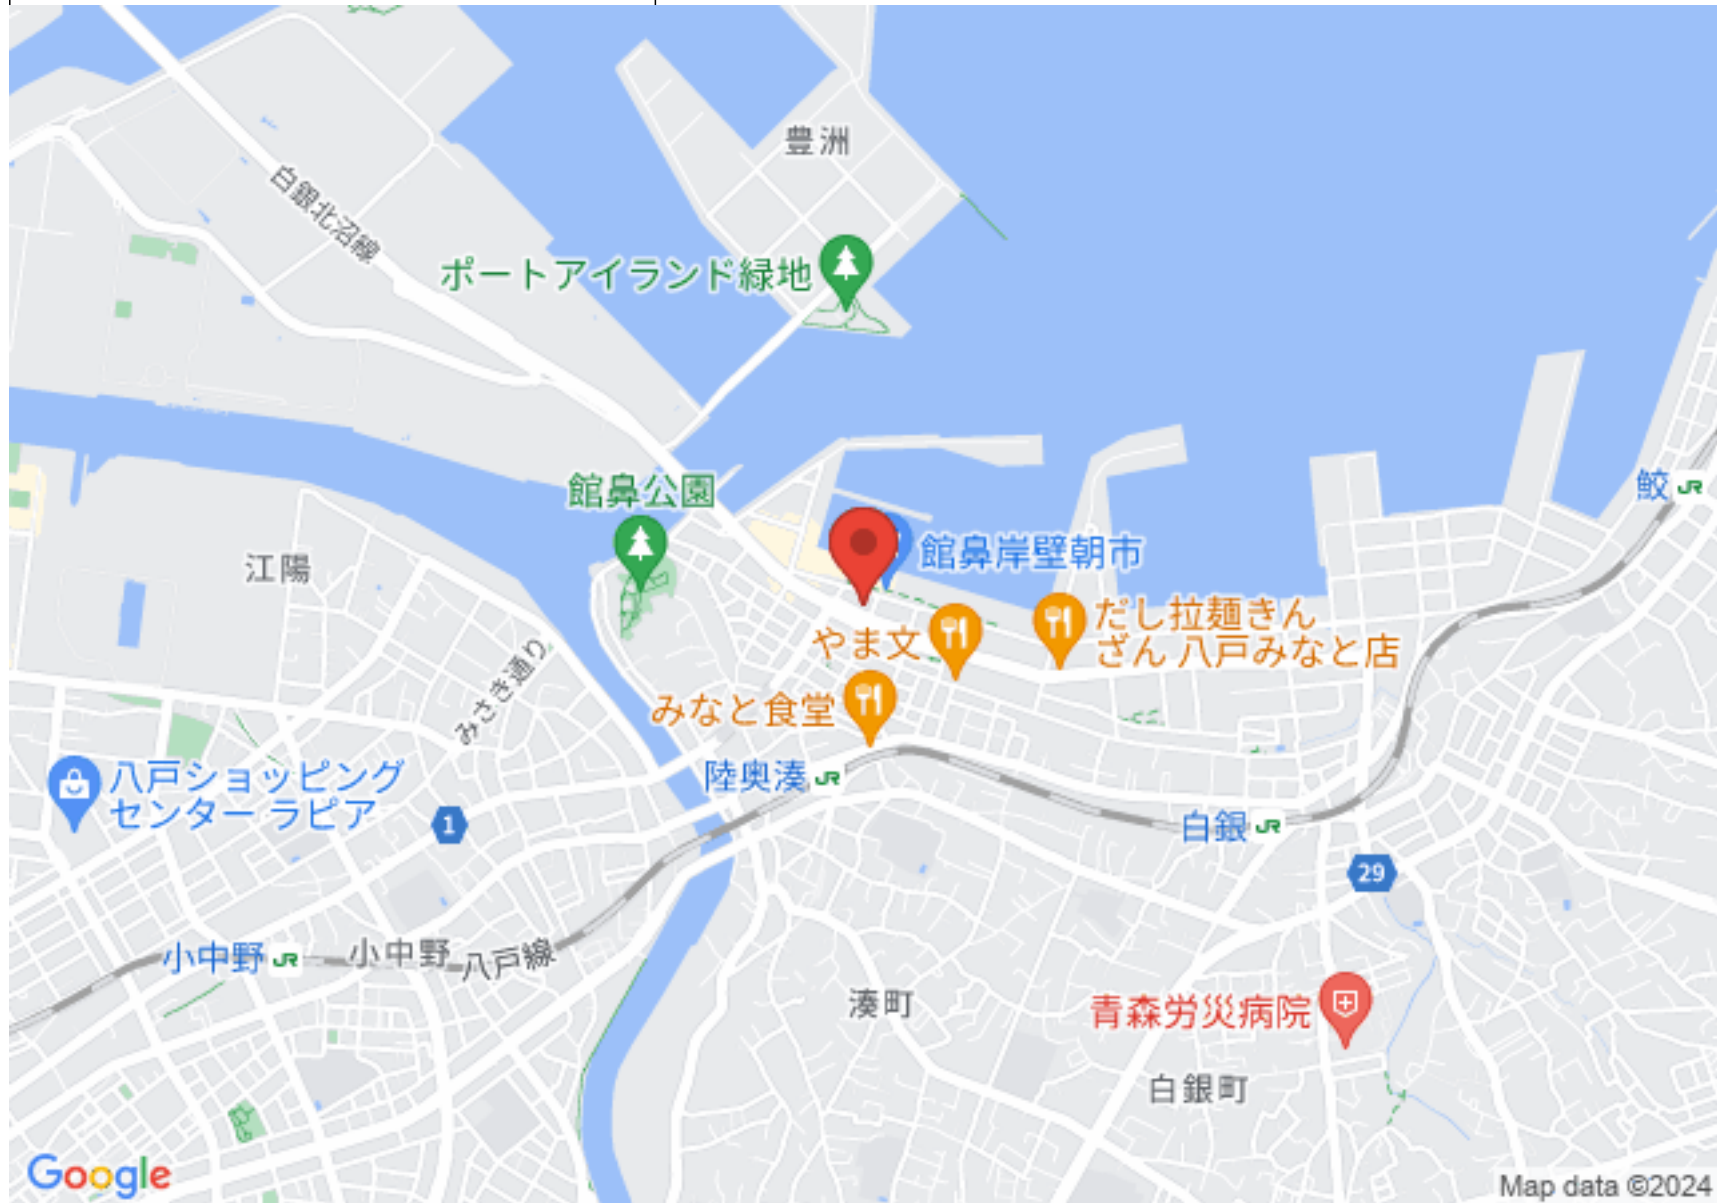 豊洲
白銀北沼線
ポートアイランド緑地
館鼻公園
鮫 JR
館鼻岸壁朝市
江陽
だし拉麺きん
ざん 八戸みなと店
やま文
みさき通り
みなと食堂
八戸ショッピング
センター ラピア
陸奥湊 JR
1
白銀 JR
29
小中野 JR
小中野
八戸線
湊町
青森労災病院
白銀町
Google
Map data ©2024